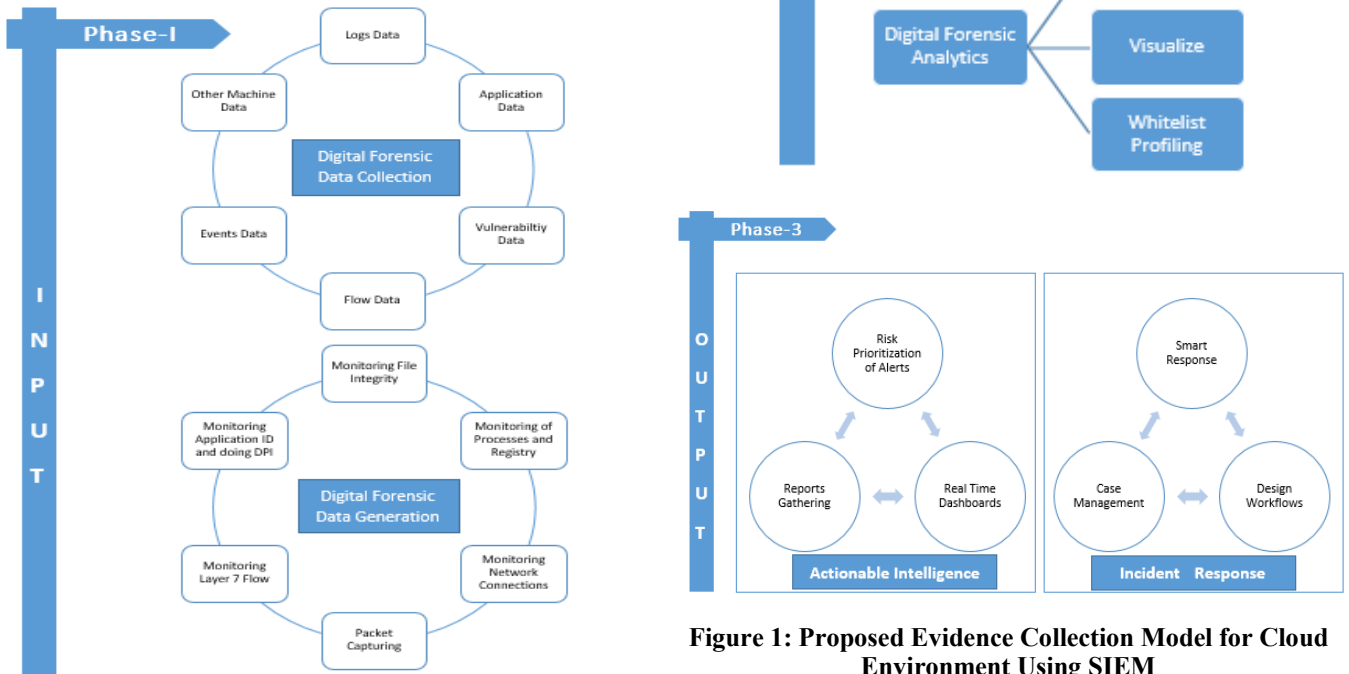 Phase-I
INPUT
Logs Data
Other Machine
Data
Application
Data
Digital Forensic
Data Collection
Events Data
Vulnerabiltiy
Data
Flow Data
Monitoring File
Integrity
Monitoring
Application ID
and doing DPI
Monitoring of
Processes and
Registry
Digital Forensic
Data Generation
Monitoring
Layer 7 Flow
Monitoring
Network
Connections
Packet
Capturing
Digital Forensic
Analytics
Visualize
Whitelist
Profiling
Phase-3
OUTPUT
Risk
Prioritization
of Alerts
Reports
Gathering
Real Time
Dashboards
Actionable Intelligence
Smart
Response
Case
Management
Design
Workflows
Incident Response
Figure 1: Proposed Evidence Collection Model for Cloud
Environment Using SIEM